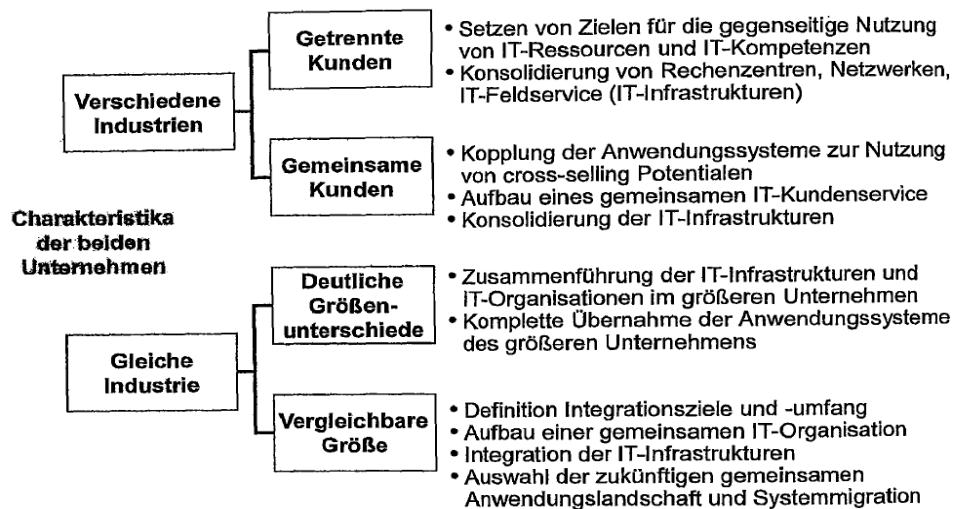 Getrennte
Kunden
• Setzen von Zielen für die gegenseitige Nutzung
von IT-Ressourcen und IT-Kompetenzen
• Konsolidierung von Rechenzentren, Netzwerken,
IT-Feldservice (IT-Infrastrukturen)
Verschiedene
Industrien
Gemeinsame
Kunden
• Kopplung der Anwendungssysteme zur Nutzung
von cross-selling Potentialen
• Aufbau eines gemeinsamen IT-Kundenservice
• Konsolidierung der IT-Infrastrukturen
Charakteristika
der beiden
Unternehmen
Deutliche
Größen-
unterschiede
• Zusammenführung der IT-Infrastrukturen und
IT-Organisationen im größeren Unternehmen
• Komplette Übernahme der Anwendungssysteme
des größeren Unternehmens
Gleiche
Industrie
Vergleichbare
Größe
• Definition Integrationsziele und -umfang
• Aufbau einer gemeinsamen IT-Organisation
• Integration der IT-Infrastrukturen
• Auswahl der zukünftigen gemeinsamen
Anwendungslandschaft und Systemmigration